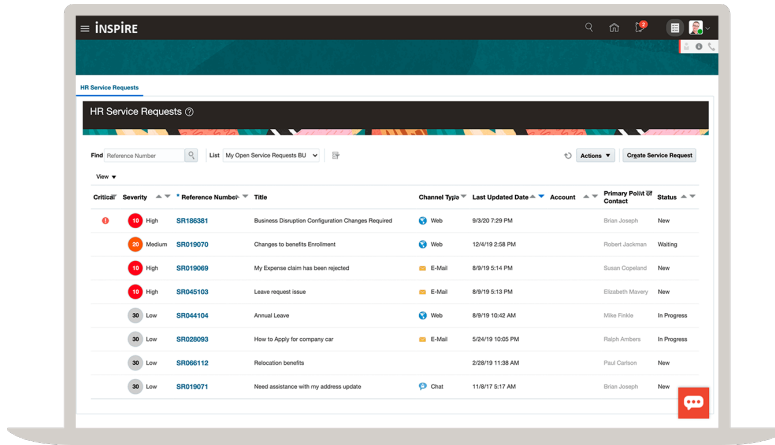 iNSPiRE
2
HR Service Requests
HR Service Requests
Find Reference Number List My Open Service Requests BU Actions Create Service Request
View
Critical Severity * Reference Number Title Channel Type Last Updated Date Account Primary Point of Contact Status
10 High SR186381 Business Disruption Configuration Changes Required Web 9/3/20 7:29 PM Brian Joseph New
20 Medium SR019070 Changes to benefits Enrollment Web 12/4/19 2:58 PM Robert Jackman Waiting
10 High SR019069 My Expense claim has been rejected E-Mail 8/9/19 5:14 PM Susan Copeland New
10 High SR045103 Leave request issue E-Mail 8/9/19 5:13 PM Elizabeth Mavery New
30 Low SR044104 Annual Leave Web 8/9/19 10:42 AM Mike Finkle In Progress
30 Low SR028093 How to Apply for company car E-Mail 5/24/19 10:05 PM Ralph Ambers In Progress
30 Low SR066112 Relocation benefits 2/28/19 11:38 AM Paul Carlson New
30 Low SR019071 Need assistance with my address update Chat 11/8/17 5:17 AM Brian Joseph New